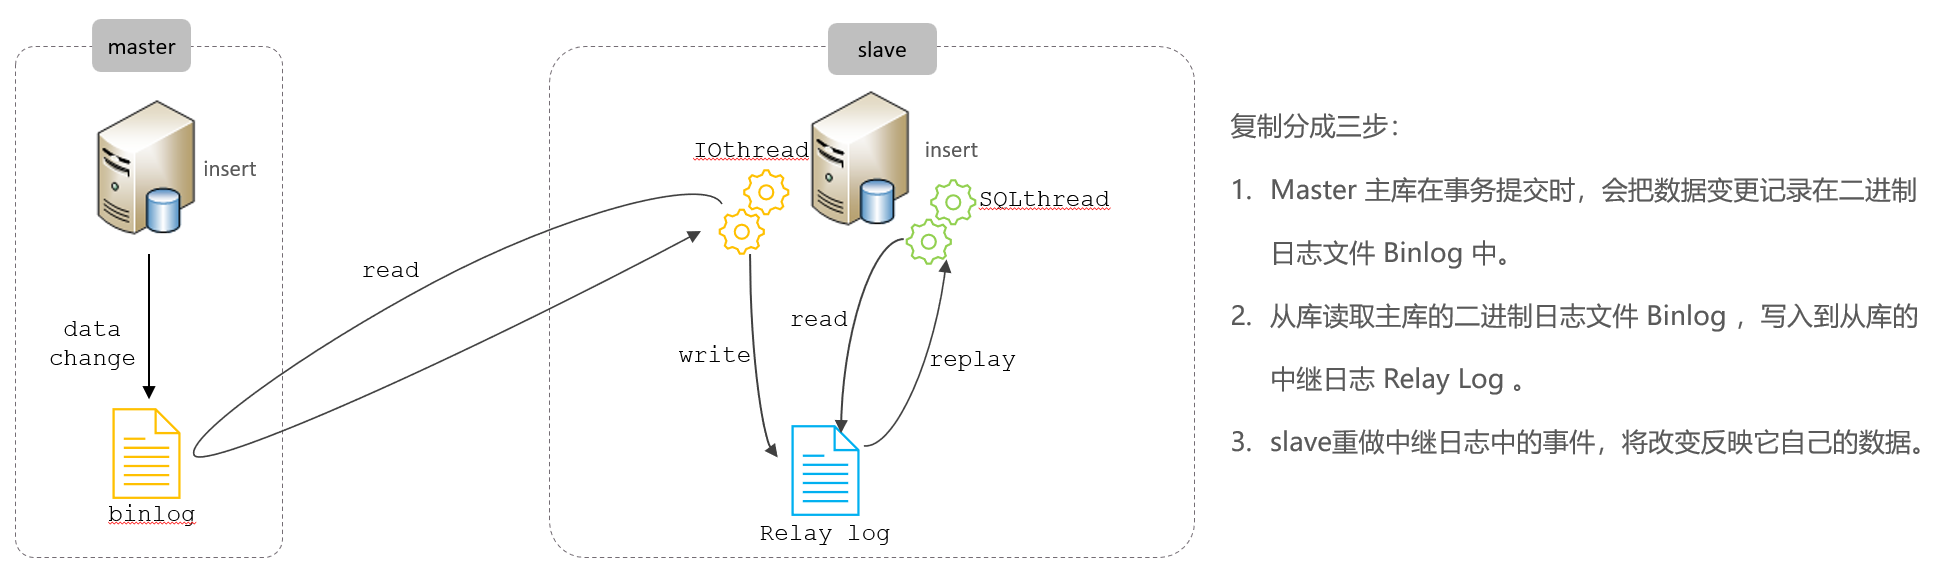 master
insert
data
change
binlog
read
slave
IOthread
insert
SQLthread
read
write
replay
Relay log
复制分成三步：
1. Master 主库在事务提交时，会把数据变更记录在二进制
日志文件 Binlog 中。
2. 从库读取主库的二进制日志文件 Binlog ，写入到从库的
中继日志 Relay Log 。
3. slave重做中继日志中的事件，将改变反映它自己的数据。